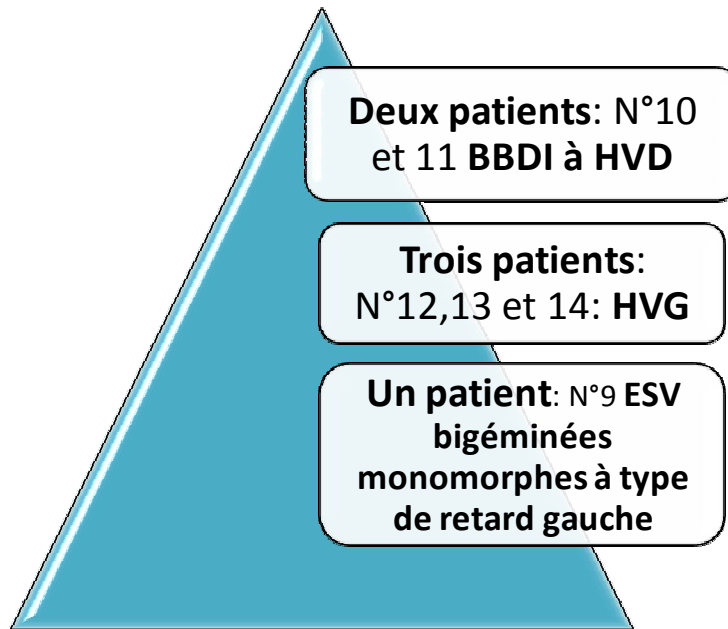 Deux patients: N°10
et 11 BBDI à HVD
Trois patients:
N°12,13 et 14: HVG
Un patient: N°9 ESV
bigéminées
monomorphes à type
de retard gauche